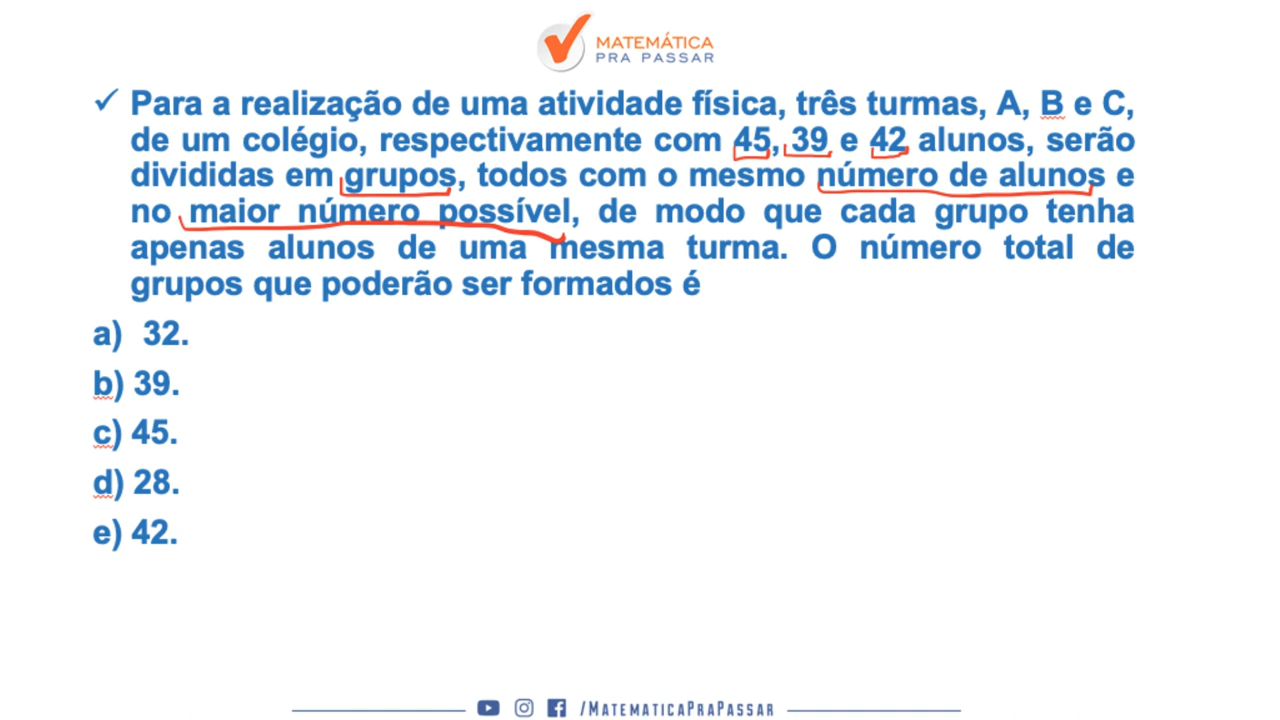 MATEMÁTICA
PRA PASSAR
✓ Para a realização de uma atividade física, três turmas, A, B e C,
de um colégio, respectivamente com 45, 39 e 42 alunos, serão
divididas em grupos, todos com o mesmo número de alunos e
no maior número possível, de modo que cada grupo tenha
apenas alunos de uma mesma turma. O número total de
grupos que poderão ser formados é
a) 32.
b) 39.
c) 45.
d) 28.
e) 42.
/MATEMATICAPRAPASSAR